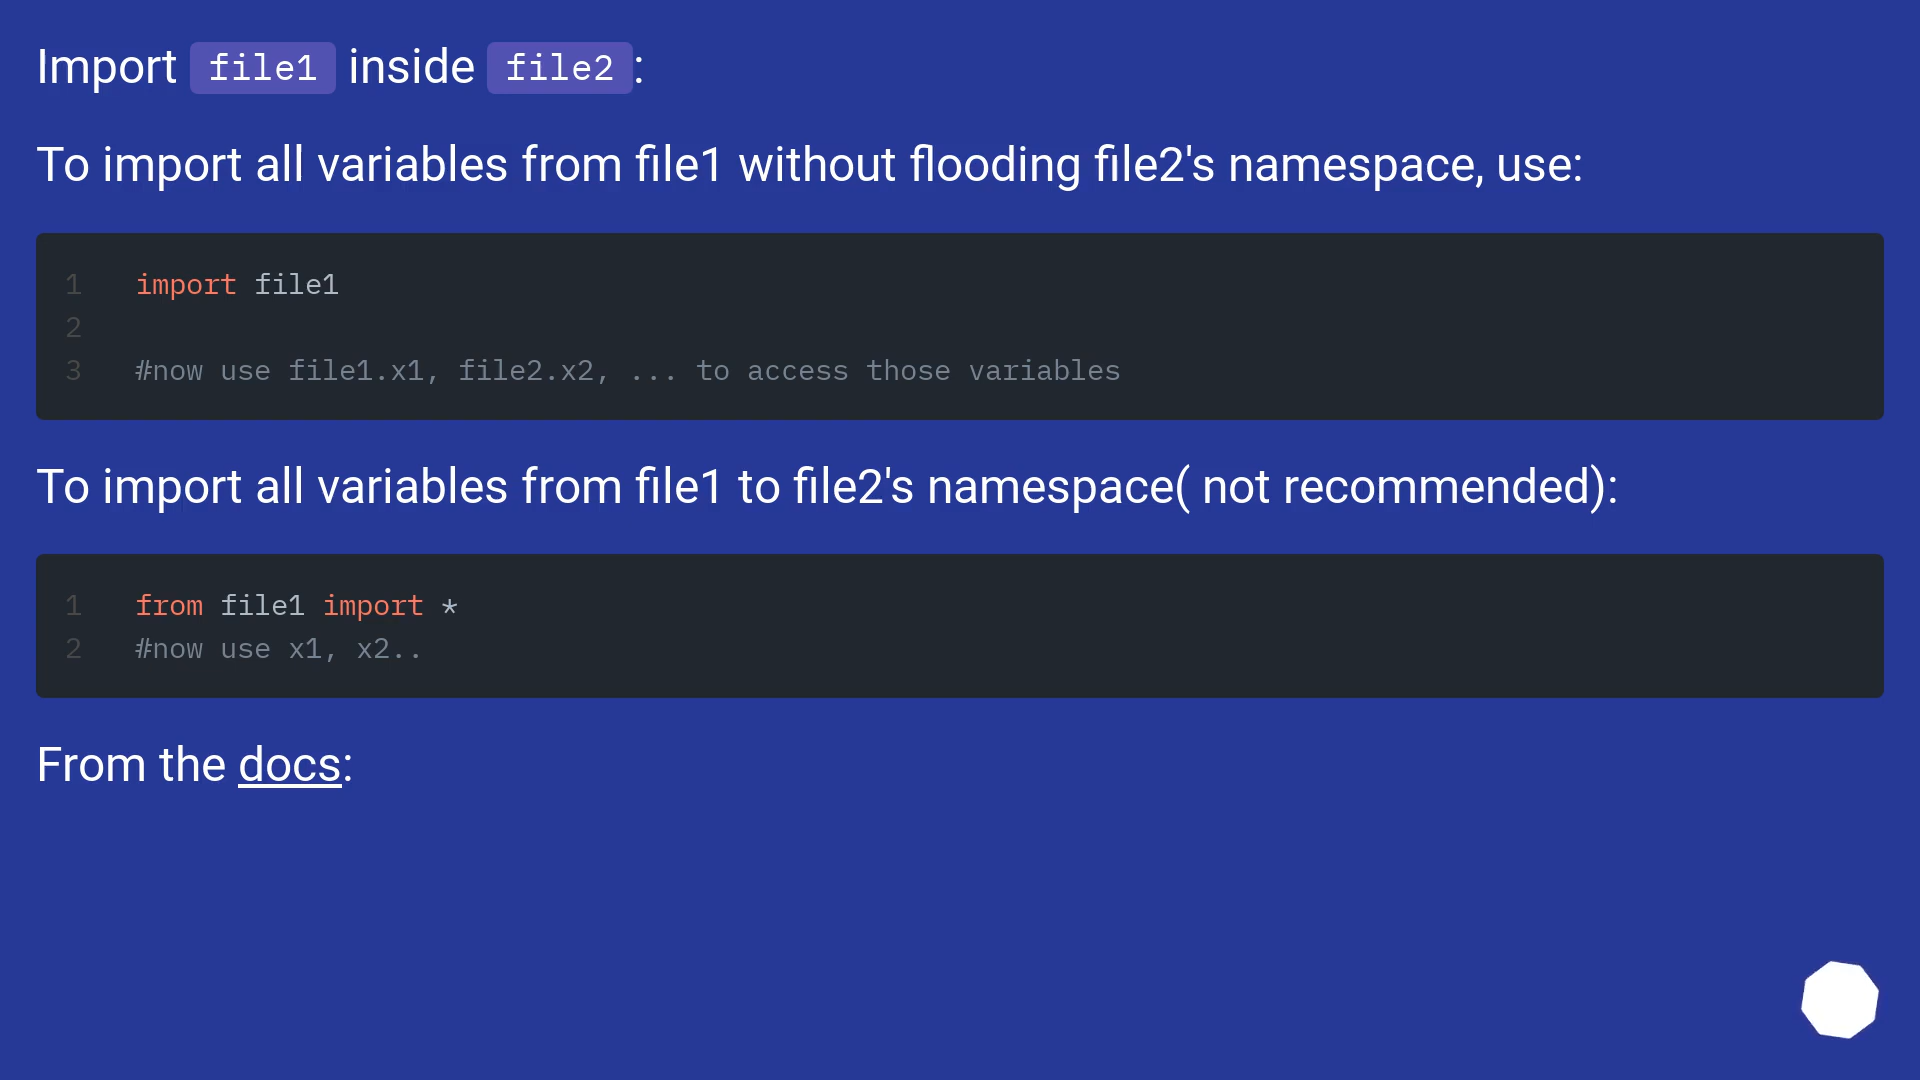 Import file1 inside file2:
To import all variables from file1 without flooding file2's namespace, use:
1 import file1
2
3 #now use file1.x1, file2.x2, ... to access those variables
To import all variables from file1 to file2's namespace( not recommended):
1 from file1 import *
2 #now use x1, x2..
From the docs: